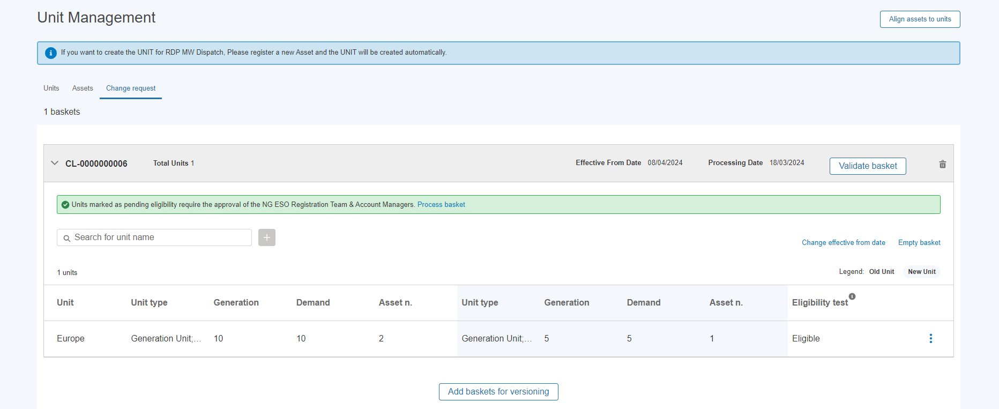 Unit Management
Align assets to units
If you want to create the UNIT for RDP MW Dispatch, Please register a new Asset and the UNIT will be created automatically.
Units Assets Change request
1 baskets
CL-0000000006 Total Units 1 Effective From Date 08/04/2024 Processing Date 18/03/2024 Validate basket
Units marked as pending eligibility require the approval of the NG ESO Registration Team & Account Managers. Process basket
Search for unit name
Change effective from date Empty basket
1 units Legend: Old Unit New Unit
Unit Unit type Generation Demand Asset n. Unit type Generation Demand Asset n. Eligibility test
Europe Generation Unit;... 10 10 2 Generation Unit;... 5 5 1 Eligible
Add baskets for versioning